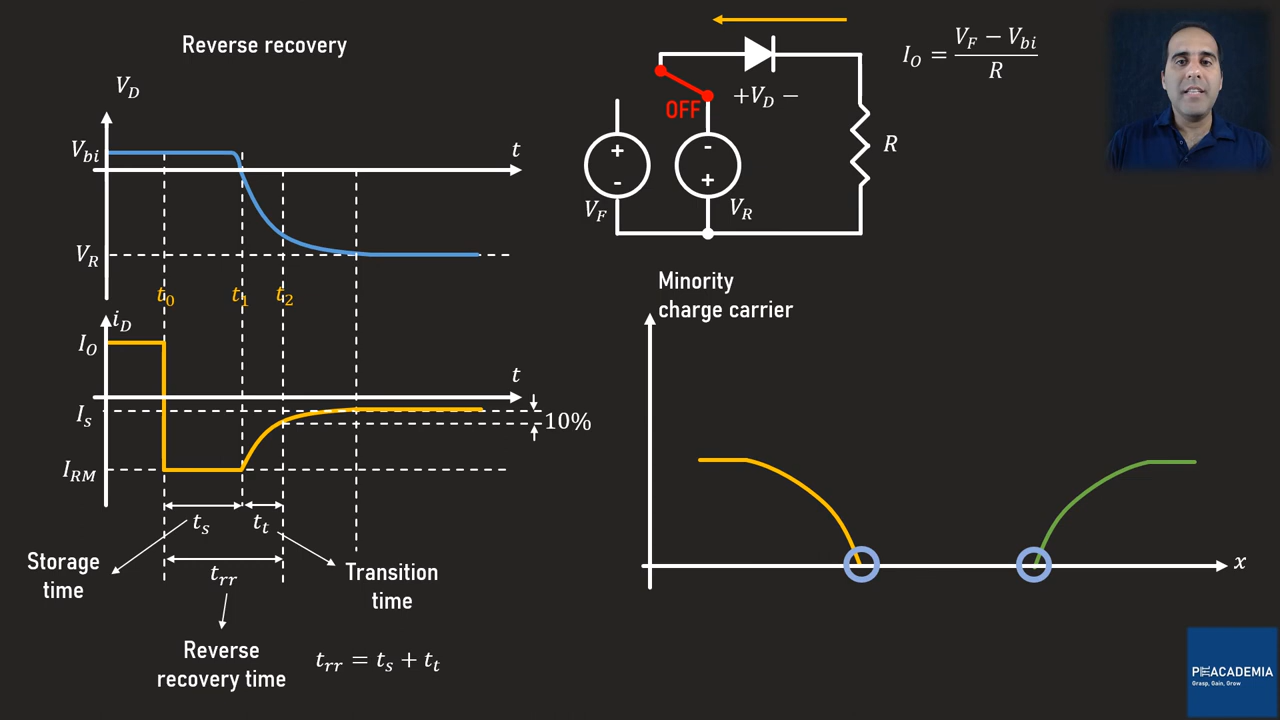 Reverse recovery
V_D
V_bi
t
V_R
t_0
t_1
t_2
i_D
I_O
t
I_s
10%
I_RM
t_s
t_t
Storage
time
t_rr
Transition
time
Reverse
recovery time
t_rr = t_s + t_t
OFF
+V_D −
+
-
V_F
-
+
V_R
R
I_O = (V_F − V_bi) / R
Minority
charge carrier
x
PEACADEMIA
Grasp, Gain, Grow